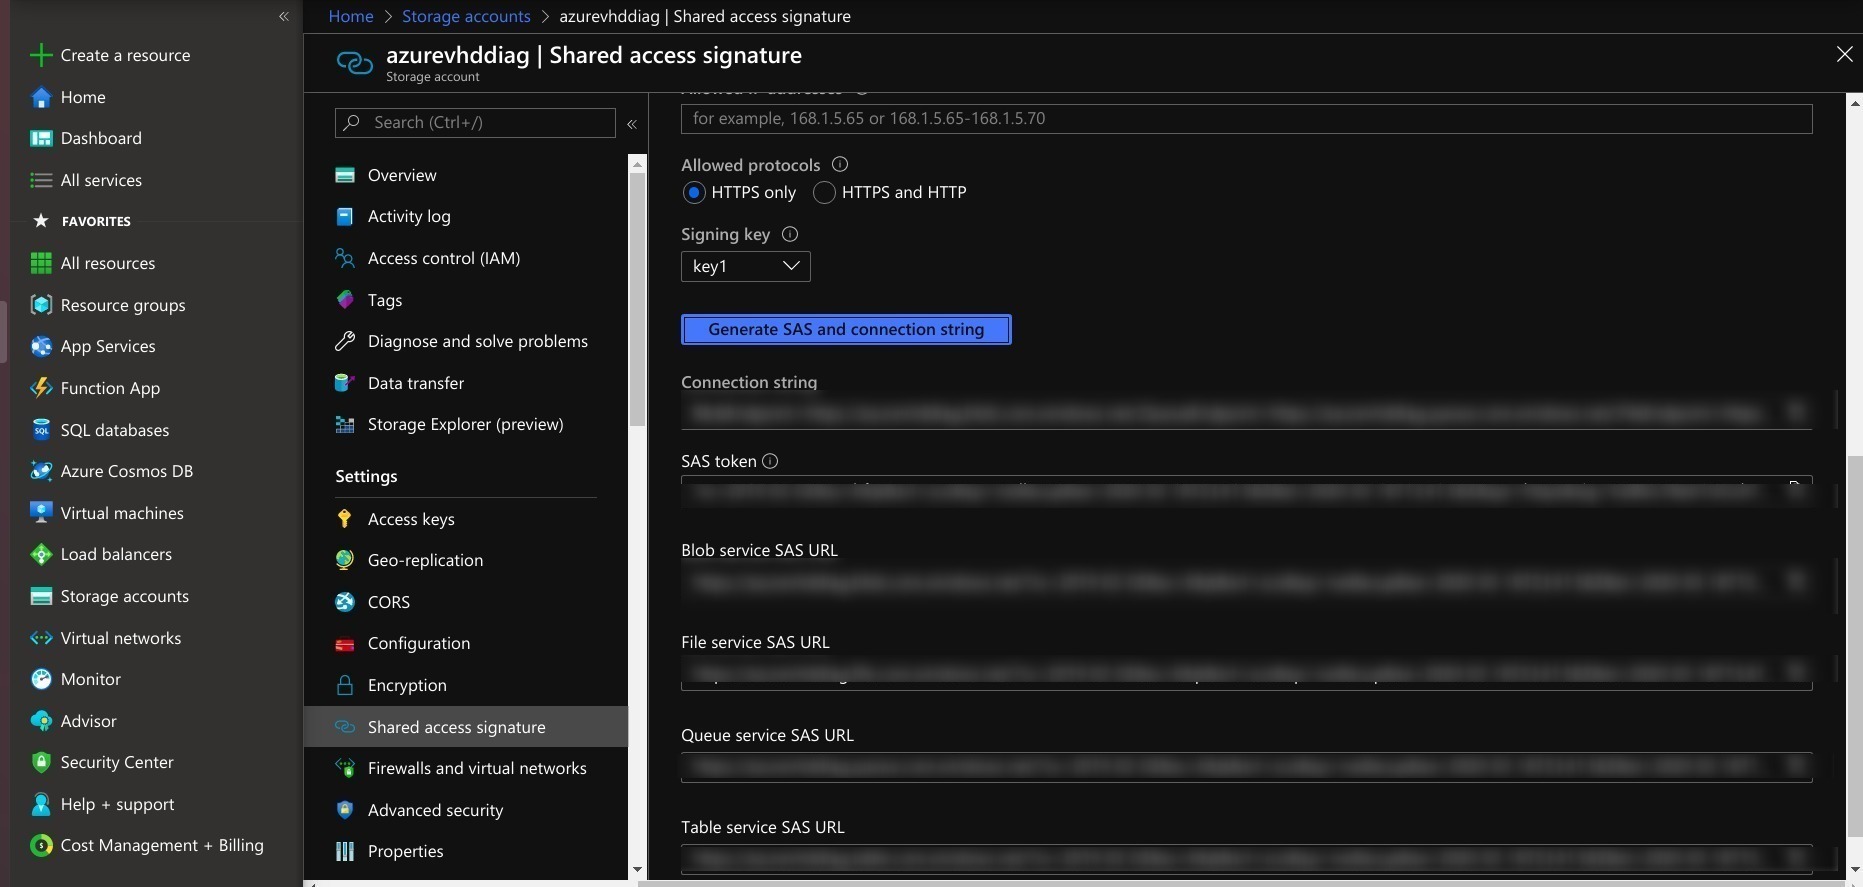 Home > Storage accounts > azurevhddiag | Shared access signature
azurevhddiag | Shared access signature
Storage account
Create a resource
Home
Dashboard
All services
FAVORITES
All resources
Resource groups
App Services
Function App
SQL databases
Azure Cosmos DB
Virtual machines
Load balancers
Storage accounts
Virtual networks
Monitor
Advisor
Security Center
Help + support
Cost Management + Billing
Search (Ctrl+/)
Overview
Activity log
Access control (IAM)
Tags
Diagnose and solve problems
Data transfer
Storage Explorer (preview)
Settings
Access keys
Geo-replication
CORS
Configuration
Encryption
Shared access signature
Firewalls and virtual networks
Advanced security
Properties
for example, 168.1.5.65 or 168.1.5.65-168.1.5.70
Allowed protocols
HTTPS only HTTPS and HTTP
Signing key
key1
Generate SAS and connection string
Connection string
SAS token
Blob service SAS URL
File service SAS URL
Queue service SAS URL
Table service SAS URL